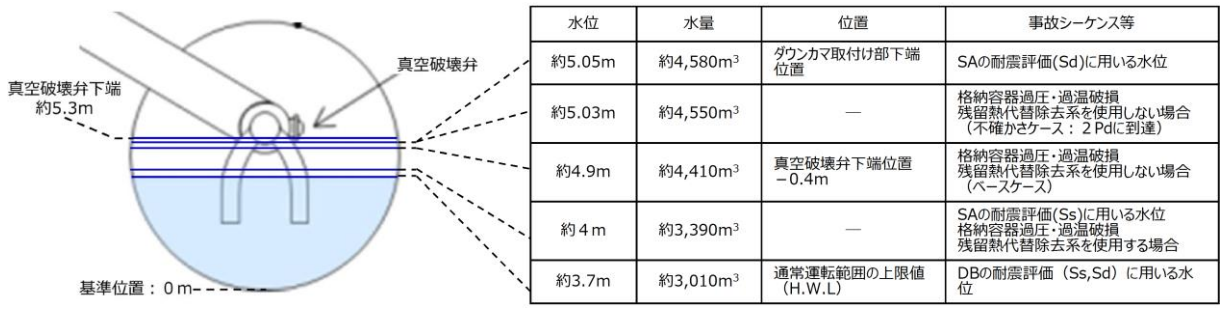 真空破壊弁
真空破壊弁下端
約5.3m
基準位置：０m
水位 水量 位置 事故シーケンス等
約5.05m 約4,580m³ ダウンカマ取付け部下端
位置 SAの耐震評価(Sd)に用いる水位
約5.03m 約4,550m³ ― 格納容器過圧・過温破損
残留熱代替除去系を使用しない場合
（不確かさケース：２Pdに到達）
約4.9m 約4,410m³ 真空破壊弁下端位置
－0.4m 格納容器過圧・過温破損
残留熱代替除去系を使用しない場合
（ベースケース）
約４m 約3,390m³ ― SAの耐震評価(Ss)に用いる水位
格納容器過圧・過温破損
残留熱代替除去系を使用する場合
約3.7m 約3,010m³ 通常運転範囲の上限値
（H.W.L） DBの耐震評価（Ss,Sd）に用いる水
位